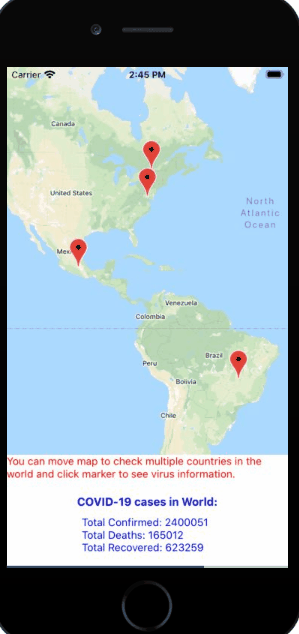 Carrier 2:45 PM
Canada
United States
North
Atlantic
Ocean
Venezuela
Colombia
Peru
Brazil
Bolivia
Chile
You can move map to check multiple countries in the
world and click marker to see virus information.
COVID-19 cases in World:
Total Confirmed: 2400051
Total Deaths: 165012
Total Recovered: 623259